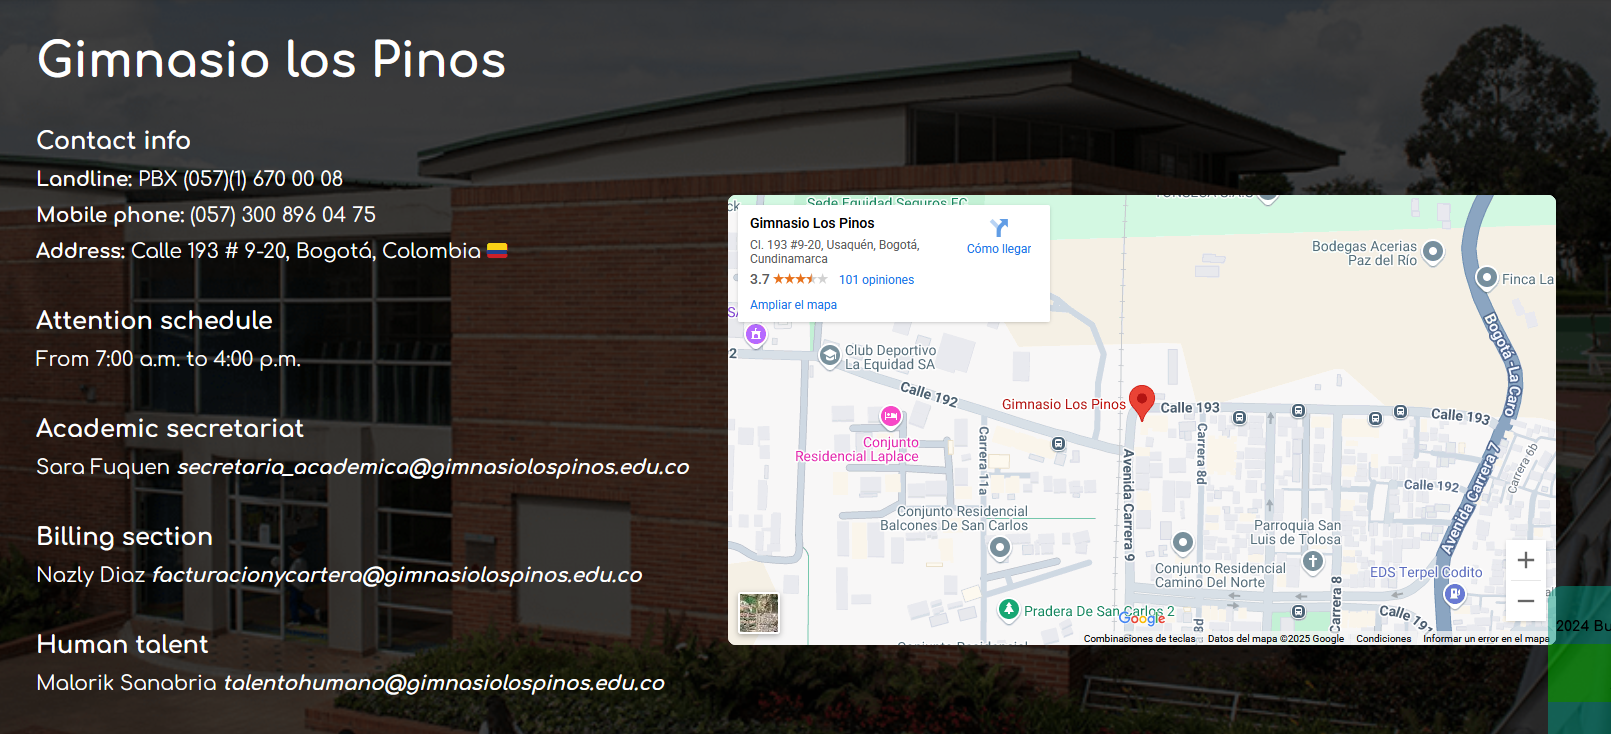 Gimnasio los Pinos
Contact info
Landline: PBX (057)(1) 670 00 08
Mobile phone: (057) 300 896 04 75
Address: Calle 193 # 9-20, Bogotá, Colombia
Attention schedule
From 7:00 a.m. to 4:00 p.m.
Academic secretariat
Sara Fuquen secretaria_academica@gimnasiolospinos.edu.co
Billing section
Nazly Diaz facturacionycartera@gimnasiolospinos.edu.co
Human talent
Malorik Sanabria talentohumano@gimnasiolospinos.edu.co
Sede Equidad Seguros FC
Gimnasio Los Pinos
Cl. 193 #9-20, Usaquén, Bogotá,
Cundinamarca
3.7 101 opiniones
Ampliar el mapa
Cómo llegar
Bodegas Acerias
Paz del Río
Finca La
Bogotá - La Caro
Club Deportivo
La Equidad SA
Calle 192
Gimnasio Los Pinos
Calle 193
Calle 193
Conjunto
Residencial Laplace
Carrera 11a
Avenida Carrera 9
Carrera 8d
Calle 192
Avenida Carrera 7
Carrera 6b
Conjunto Residencial
Balcones De San Carlos
Parroquia San
Luis de Tolosa
Conjunto Residencial
Camino Del Norte
Carrera 8
EDS Terpel Codito
Pradera De San Carlos 2
8d
Calle 191
Google
Combinaciones de teclas
Datos del mapa ©2025 Google
Condiciones
Informar un error en el mapa
2024 Bu